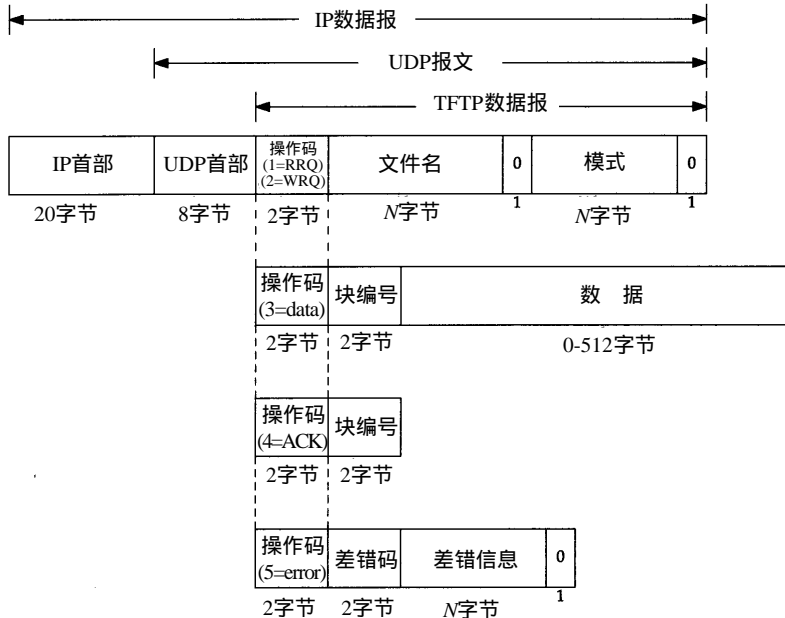 IP数据报
UDP报文
TFTP数据报
IP首部 UDP首部 操作码 (1=RRQ) (2=WRQ) 文件名 0 模式 0
20字节 8字节 2字节 N字节 1 N字节 1
操作码 (3=data) 块编号 数 据
2字节 2字节 0-512字节
操作码 (4=ACK) 块编号
2字节 2字节
操作码 (5=error) 差错码 差错信息 0
2字节 2字节 N字节 1